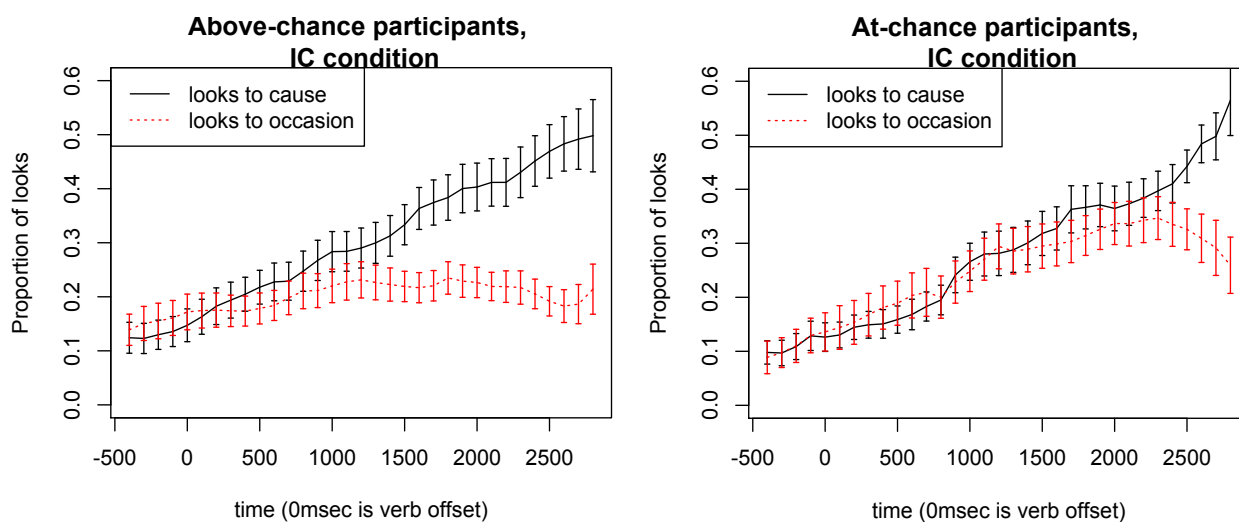 Above-chance participants,
IC condition
looks to cause
looks to occasion
Proportion of looks
0.0 0.1 0.2 0.3 0.4 0.5 0.6
-500 0 500 1000 1500 2000 2500
time (0msec is verb offset)
At-chance participants,
IC condition
looks to cause
looks to occasion
Proportion of looks
0.0 0.1 0.2 0.3 0.4 0.5 0.6
-500 0 500 1000 1500 2000 2500
time (0msec is verb offset)